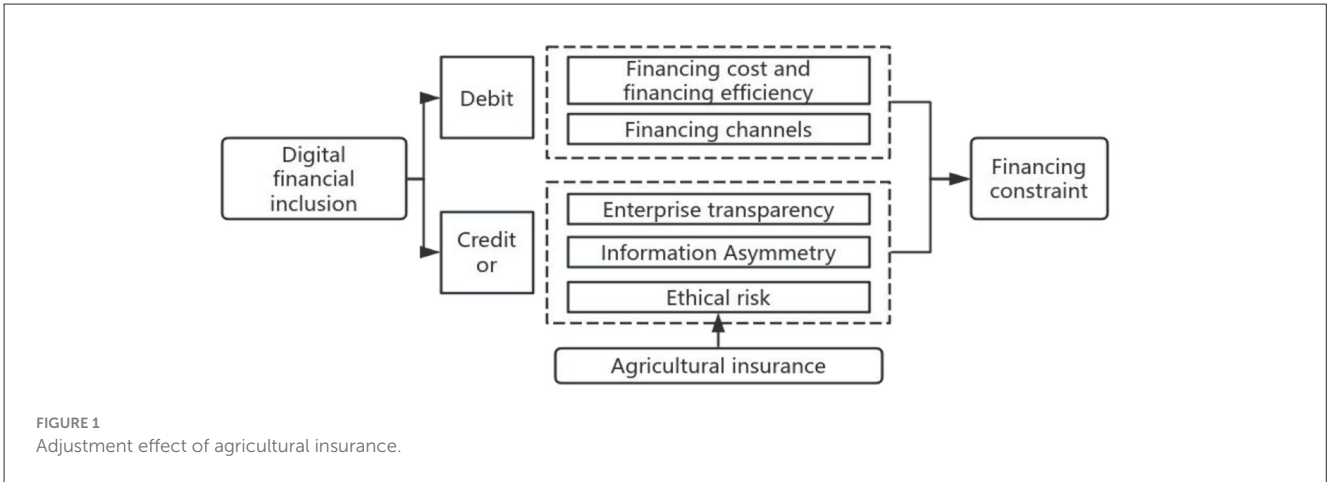 Digital
financial
inclusion
Debit
Credit
or
Financing cost and
financing efficiency
Financing channels
Enterprise transparency
Information Asymmetry
Ethical risk
Agricultural insurance
Financing
constraint
FIGURE 1
Adjustment effect of agricultural insurance.